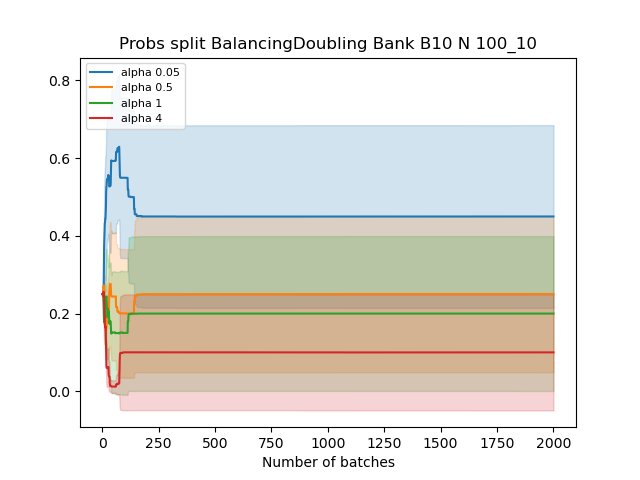 Probs split BalancingDoubling Bank B10 N 100_10
alpha 0.05
alpha 0.5
alpha 1
alpha 4
0.8
0.6
0.4
0.2
0.0
0 250 500 750 1000 1250 1500 1750 2000
Number of batches